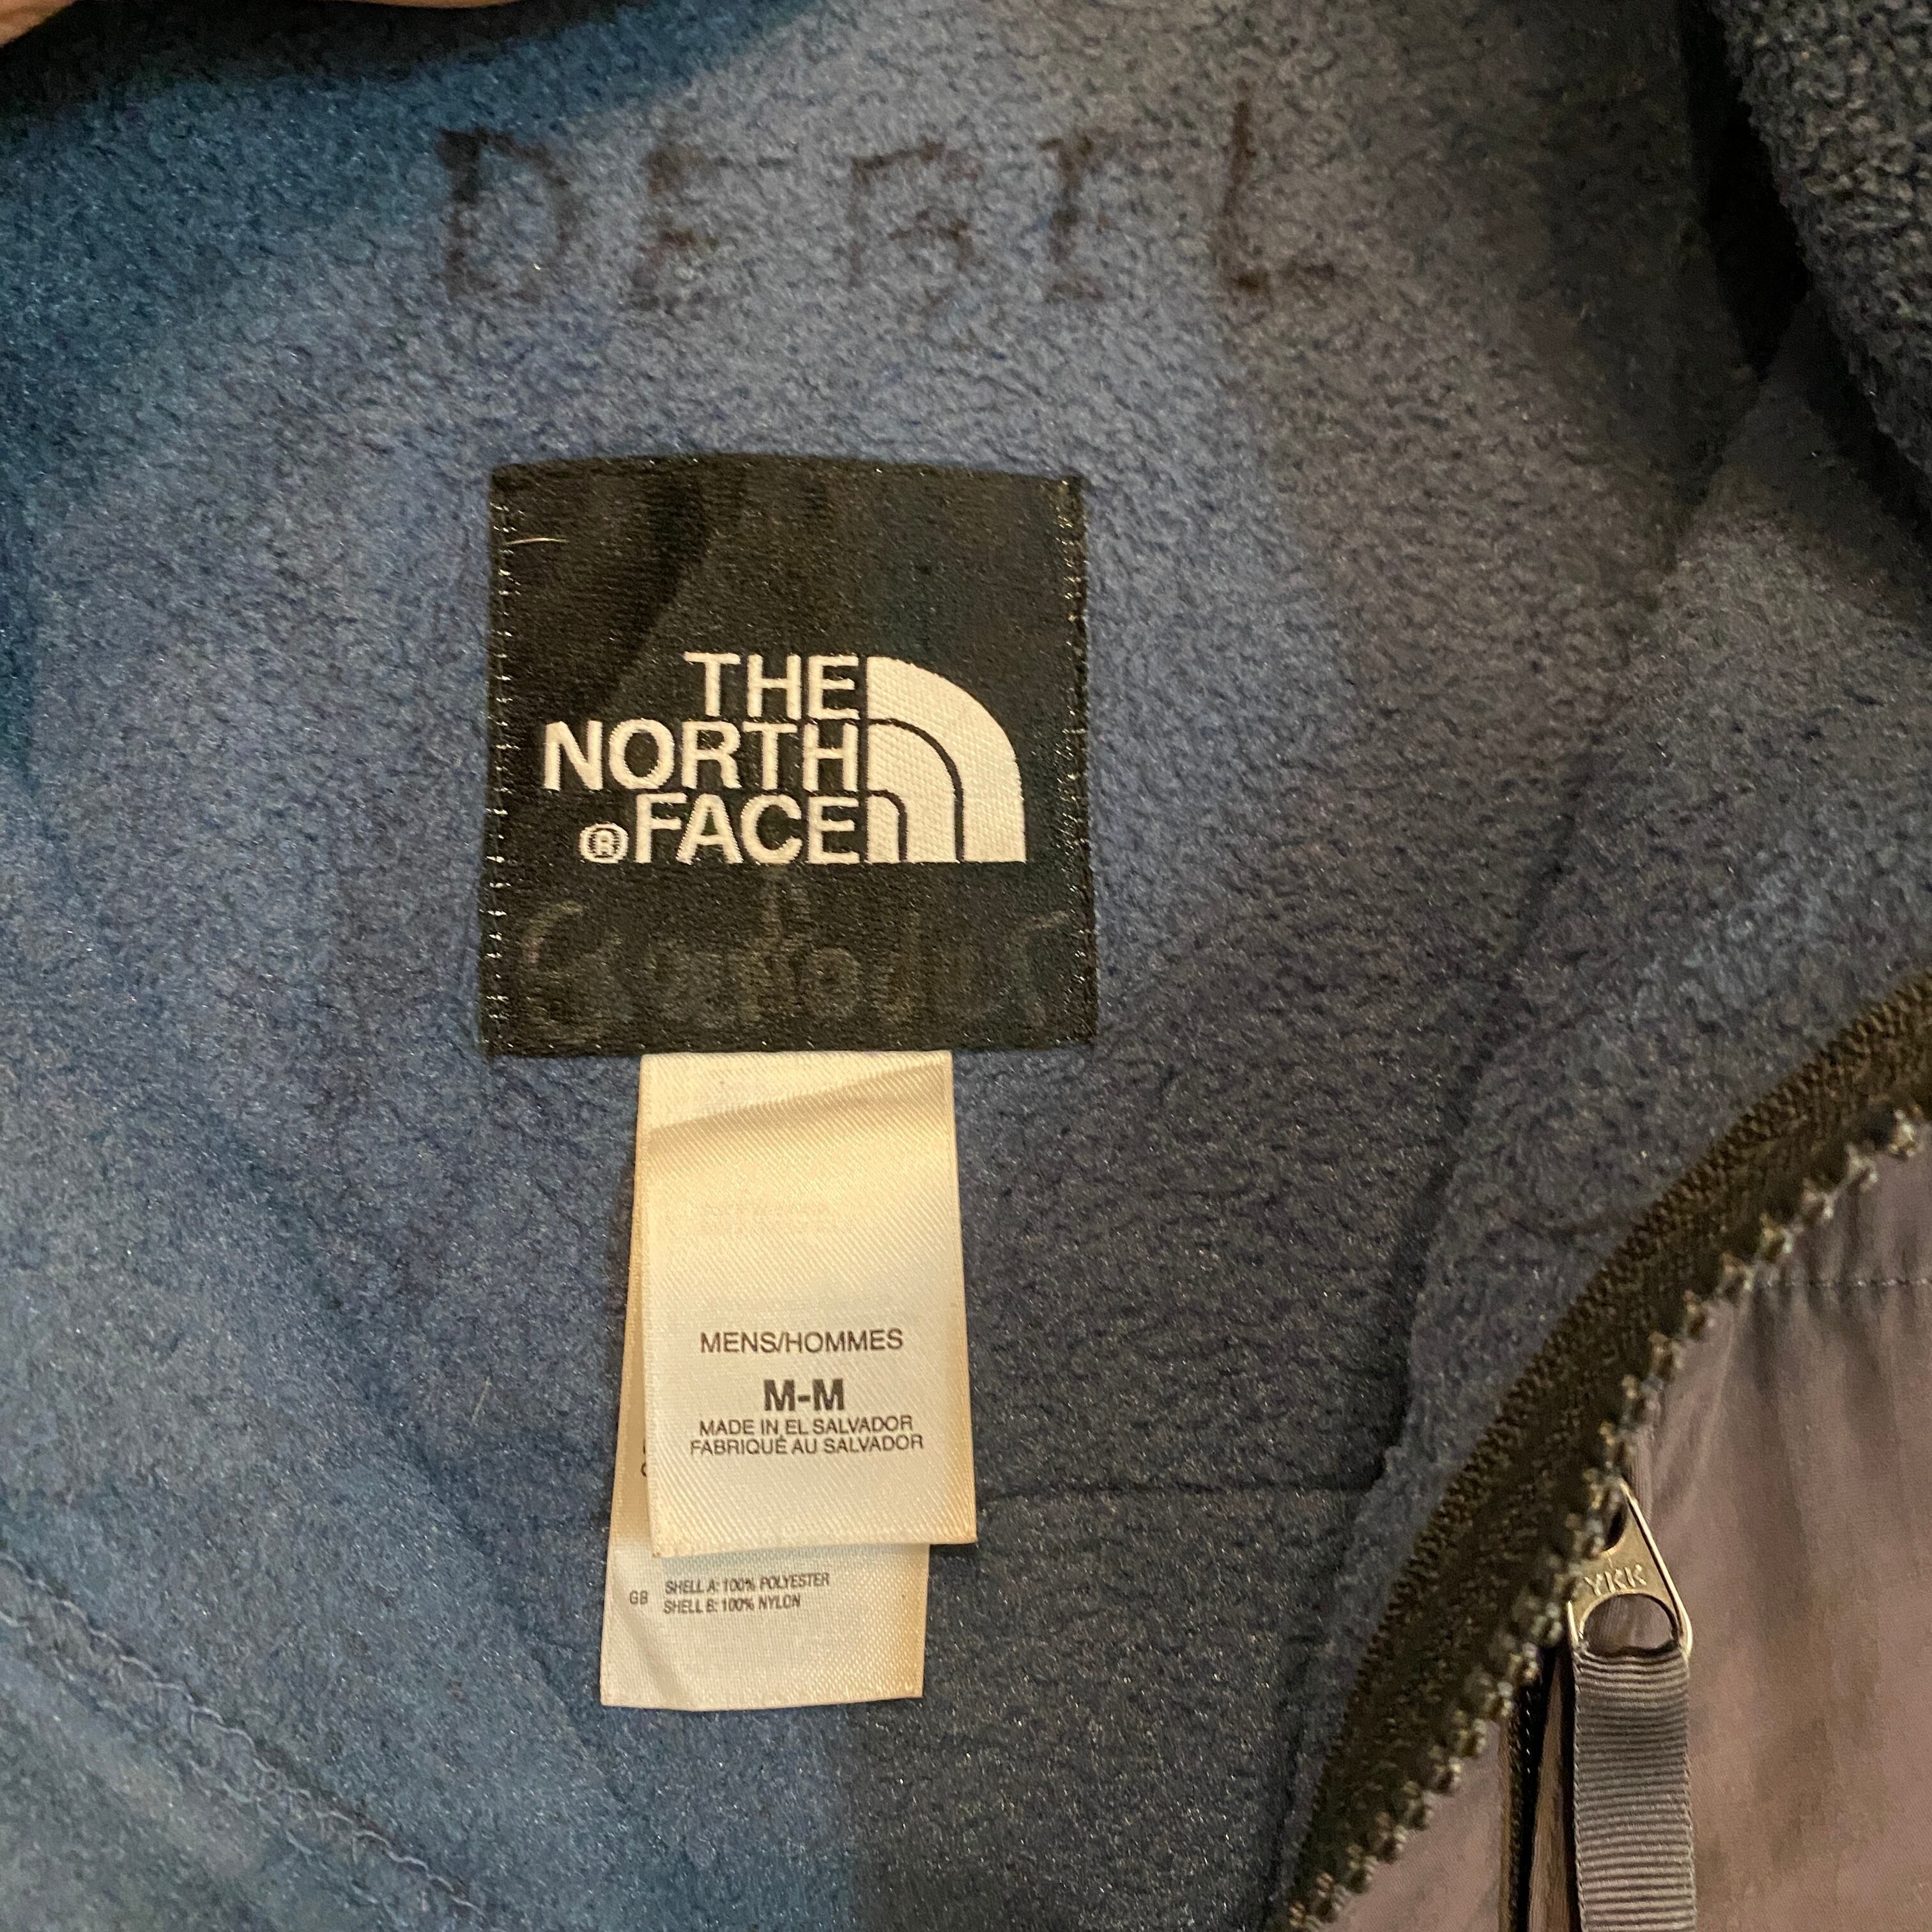 THE
NORTH
® FACE
MENS/HOMMES
M-M
MADE IN EL SALVADOR
FABRIQUÉ AU SALVADOR
GB SHELL A: 100% POLYESTER
SHELL B: 100% NYLON
YKK